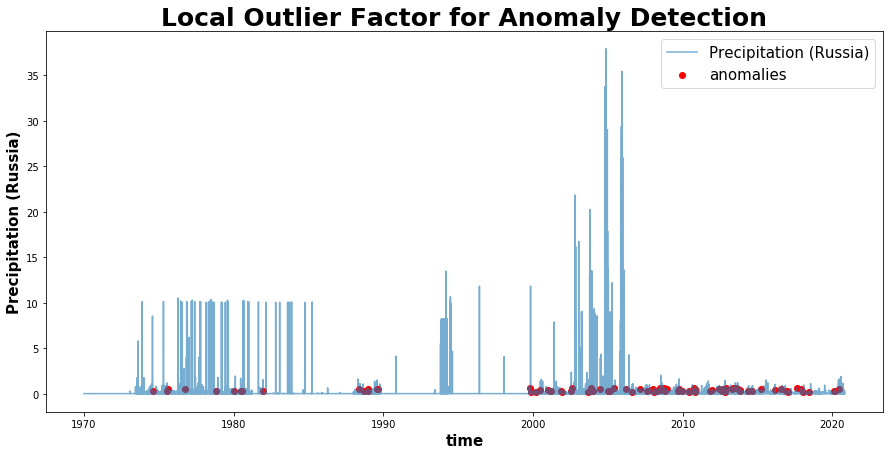 Local Outlier Factor for Anomaly Detection
Precipitation (Russia)
anomalies
Precipitation (Russia)
35
30
25
20
15
10
5
0
1970 1980 1990 2000 2010 2020
time